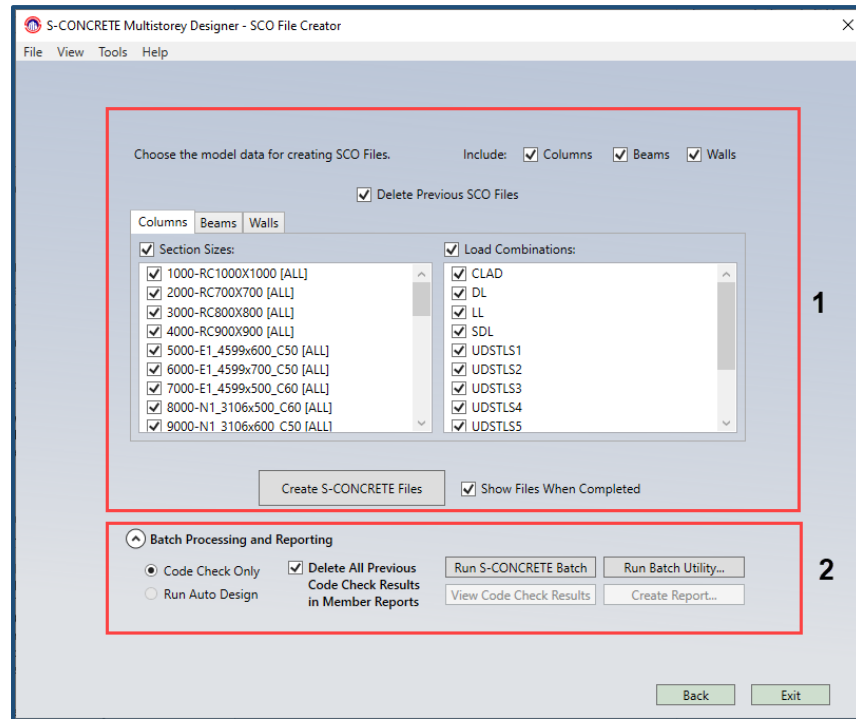 S-CONCRETE Multistorey Designer - SCO File Creator
File View Tools Help
Choose the model data for creating SCO Files. Include: Columns Beams Walls
Delete Previous SCO Files
Columns Beams Walls
Section Sizes: Load Combinations:
1000-RC1000X1000 [ALL] CLAD
2000-RC700X700 [ALL] DL
3000-RC800X800 [ALL] LL
4000-RC900X900 [ALL] SDL
5000-E1_4599x600_C50 [ALL] UDSTLS1
6000-E1_4599x700_C50 [ALL] UDSTLS2
7000-E1_4599x500_C60 [ALL] UDSTLS3
8000-N1_3106x500_C60 [ALL] UDSTLS4
9000-N1_3106x600_C50 [ALL] UDSTLS5
1
Create S-CONCRETE Files Show Files When Completed
Batch Processing and Reporting
Code Check Only Delete All Previous Run S-CONCRETE Batch Run Batch Utility...
Code Check Results
Run Auto Design in Member Reports View Code Check Results Create Report...
2
Back Exit